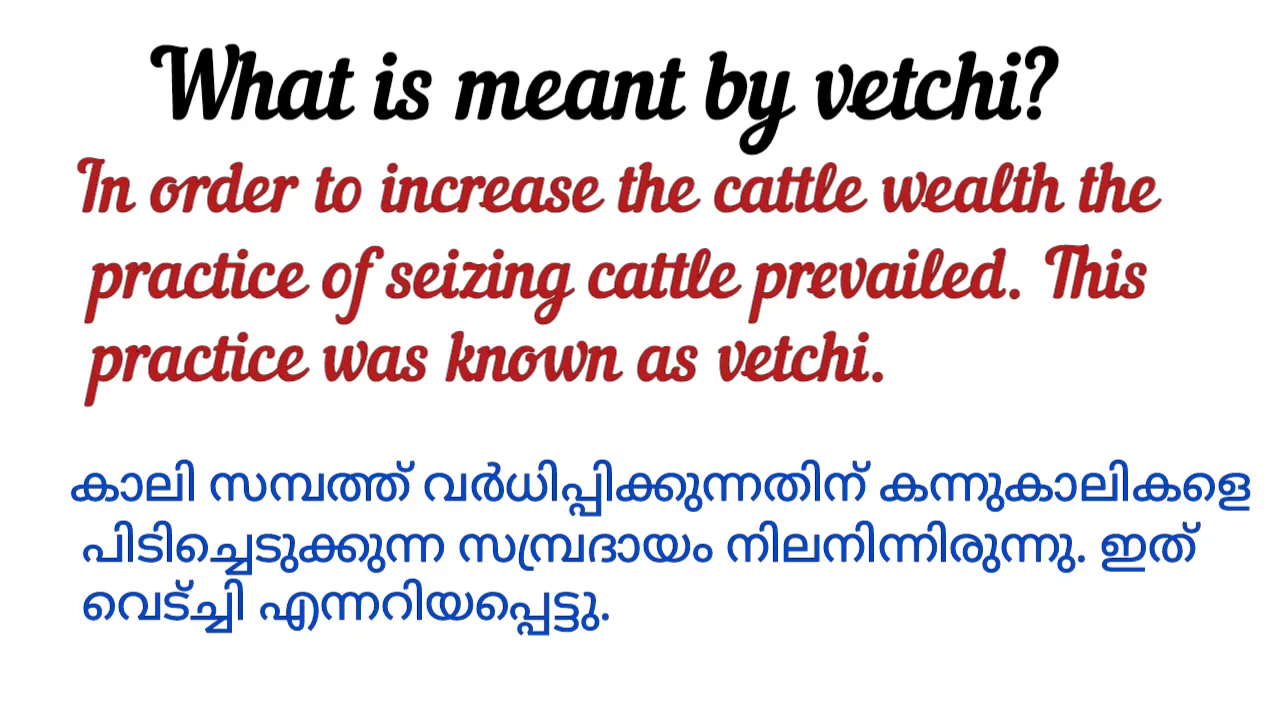 What is meant by vetchi?
In order to increase the cattle wealth the
practice of seizing cattle prevailed. This
practice was known as vetchi.
കാലി സമ്പത്ത് വർധിപ്പിക്കുന്നതിന് കന്നുകാലികളെ
പിടിച്ചെടുക്കുന്ന സമ്പ്രദായം നിലനിന്നിരുന്നു. ഇത്
വെട്ച്ചി എന്നറിയപ്പെട്ടു.